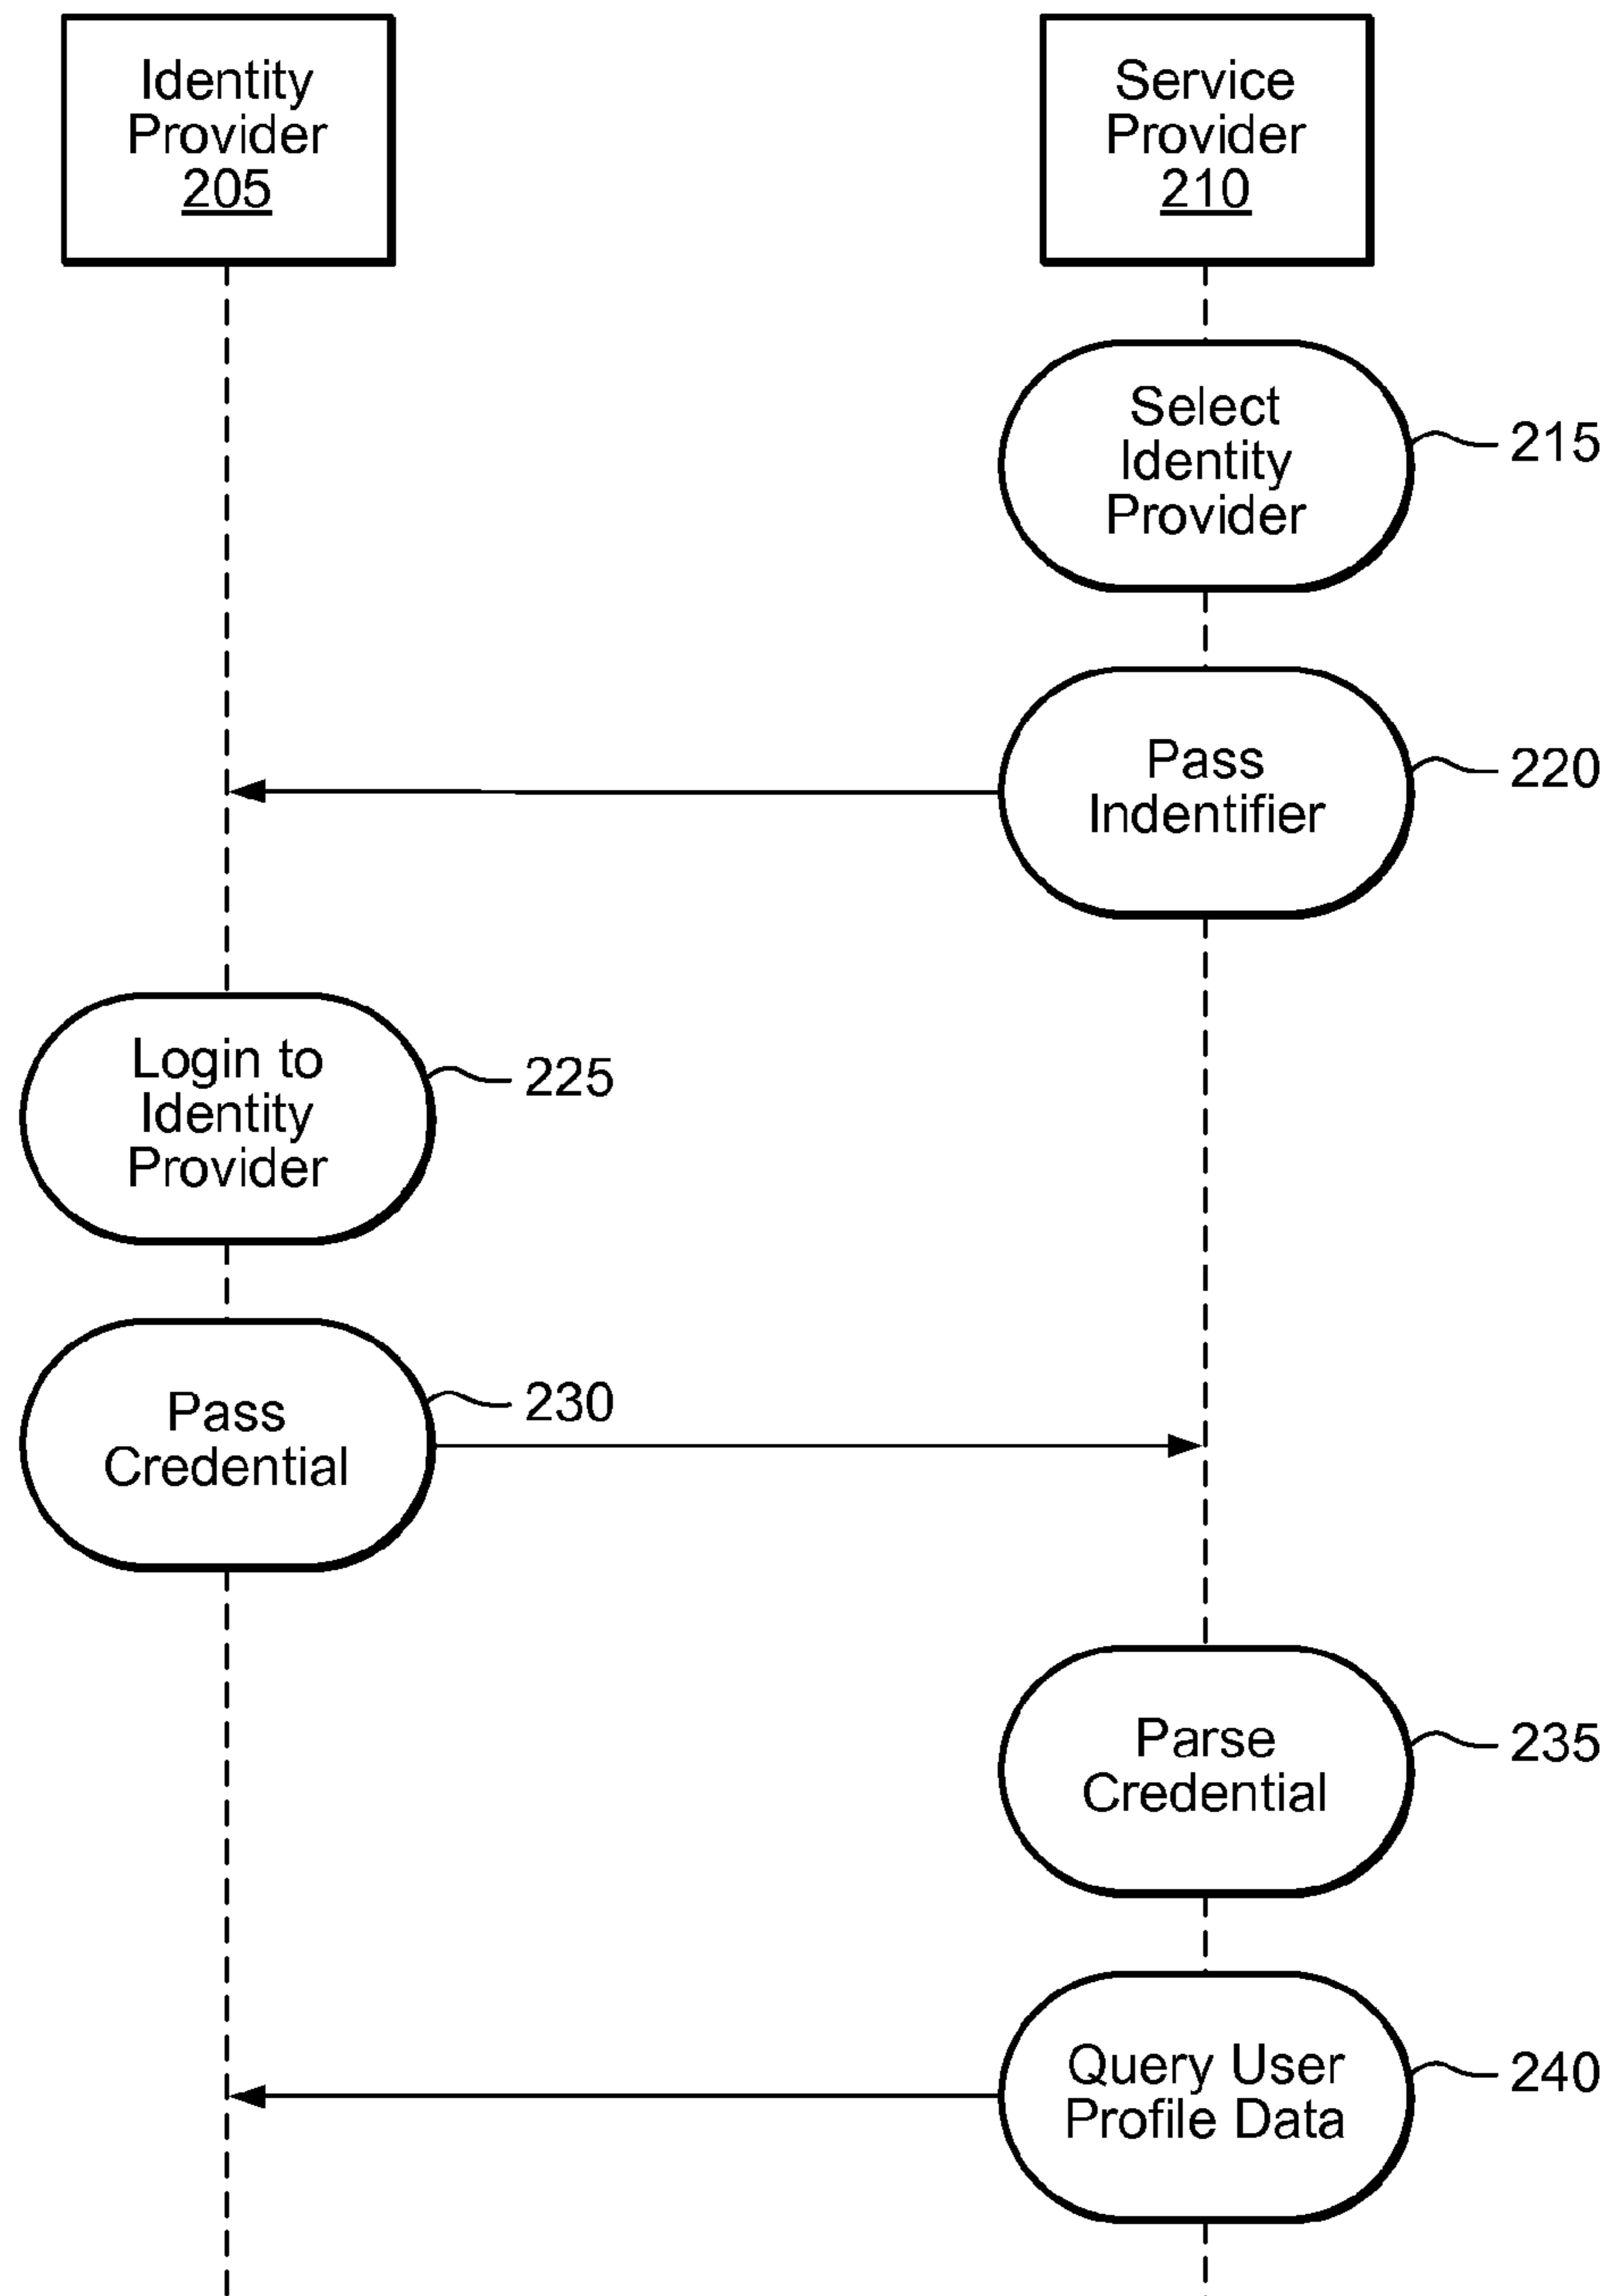 Identity
Provider
205
Service
Provider
210
Select
Identity
Provider
215
Pass
Indentifier
220
Login to
Identity
Provider
225
Pass
Credential
230
Parse
Credential
235
Query User
Profile Data
240